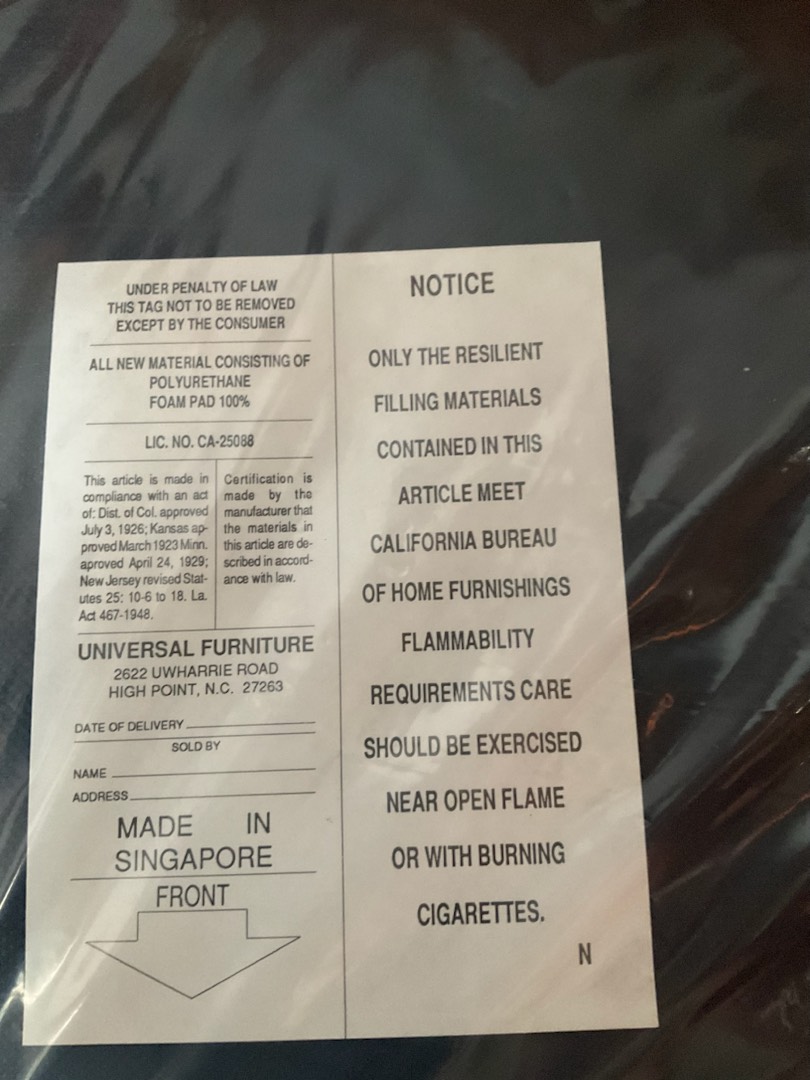 UNDER PENALTY OF LAW
THIS TAG NOT TO BE REMOVED
EXCEPT BY THE CONSUMER
ALL NEW MATERIAL CONSISTING OF
POLYURETHANE
FOAM PAD 100%
LIC. NO. CA-25088
This article is made in
compliance with an act
of: Dist. of Col. approved
July 3, 1926; Kansas ap-
proved March 1923 Minn.
aproved April 24, 1929;
New Jersey revised Stat-
utes 25: 10-6 to 18. La.
Act 467-1948.
Certification is
made by the
manufacturer that
the materials in
this article are de-
scribed in accord-
ance with law.
UNIVERSAL FURNITURE
2622 UWHARRIE ROAD
HIGH POINT, N.C. 27263
DATE OF DELIVERY
SOLD BY
NAME
ADDRESS
MADE IN
SINGAPORE
FRONT
NOTICE
ONLY THE RESILIENT
FILLING MATERIALS
CONTAINED IN THIS
ARTICLE MEET
CALIFORNIA BUREAU
OF HOME FURNISHINGS
FLAMMABILITY
REQUIREMENTS CARE
SHOULD BE EXERCISED
NEAR OPEN FLAME
OR WITH BURNING
CIGARETTES.
N